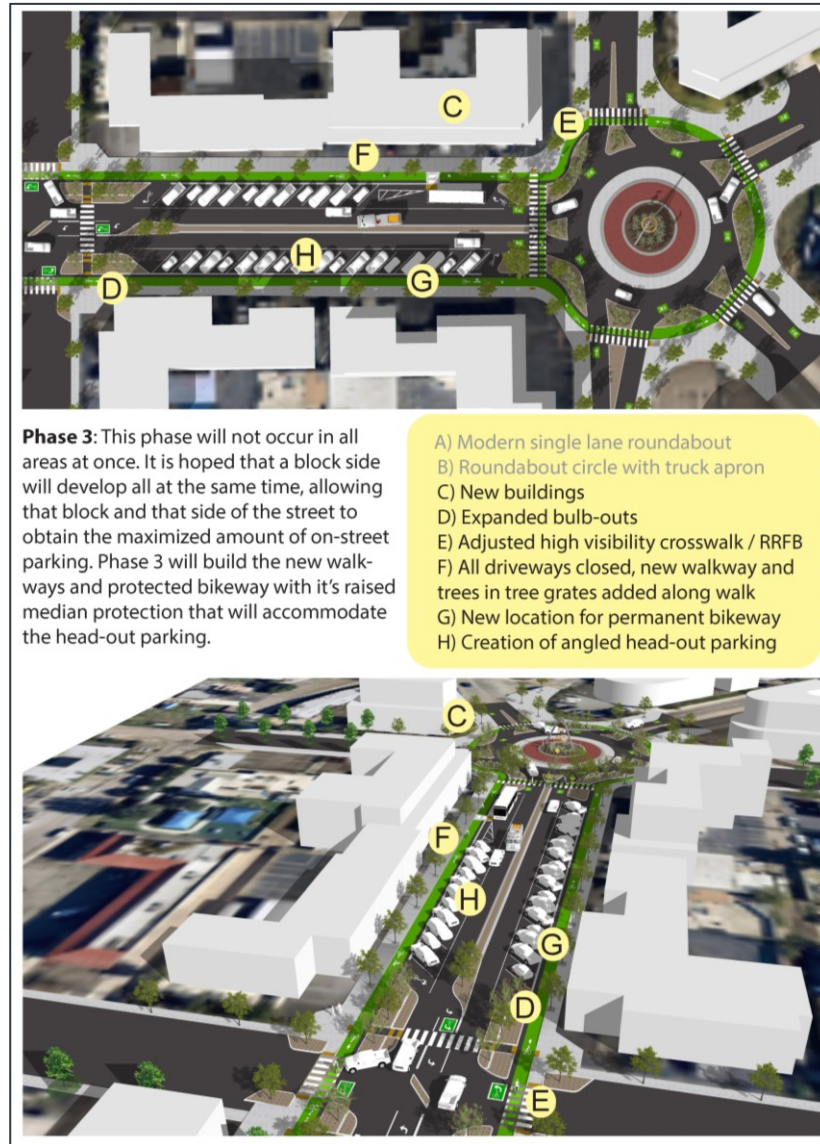 C
F
E
H
D
G
Phase 3: This phase will not occur in all
areas at once. It is hoped that a block side
will develop all at the same time, allowing
that block and that side of the street to
obtain the maximized amount of on-street
parking. Phase 3 will build the new walk-
ways and protected bikeway with it's raised
median protection that will accommodate
the head-out parking.
A) Modern single lane roundabout
B) Roundabout circle with truck apron
C) New buildings
D) Expanded bulb-outs
E) Adjusted high visibility crosswalk / RRFB
F) All driveways closed, new walkway and
trees in tree grates added along walk
G) New location for permanent bikeway
H) Creation of angled head-out parking
C
F
H
G
D
E